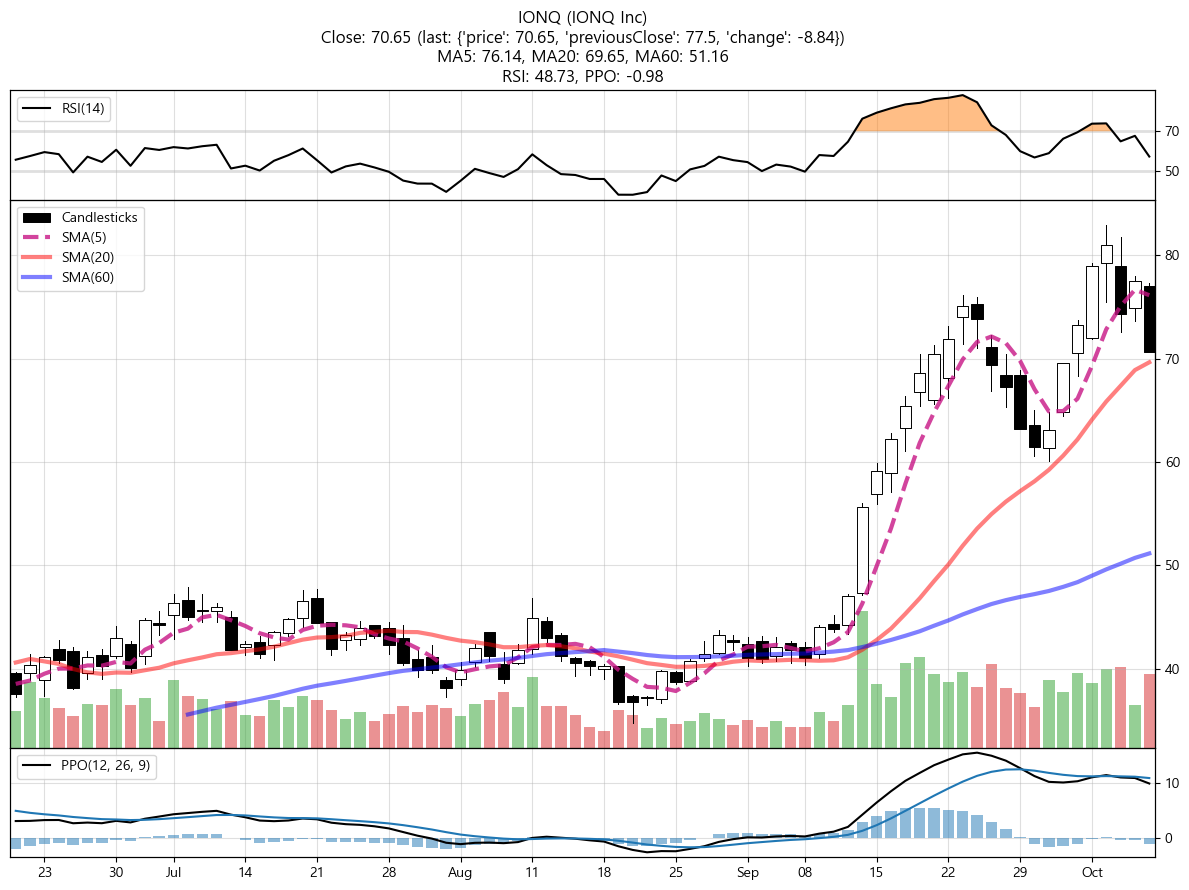 IONQ (IONQ Inc)
Close: 70.65 (last: {'price': 70.65, 'previousClose': 77.5, 'change': -8.84})
MA5: 76.14, MA20: 69.65, MA60: 51.16
RSI: 48.73, PPO: -0.98
RSI(14)
70
50
Candlesticks
SMA(5)
SMA(20)
SMA(60)
80
70
60
50
40
PPO(12, 26, 9)
10
0
23 30 Jul 14 21 28 Aug 11 18 25 Sep 08 15 22 29 Oct